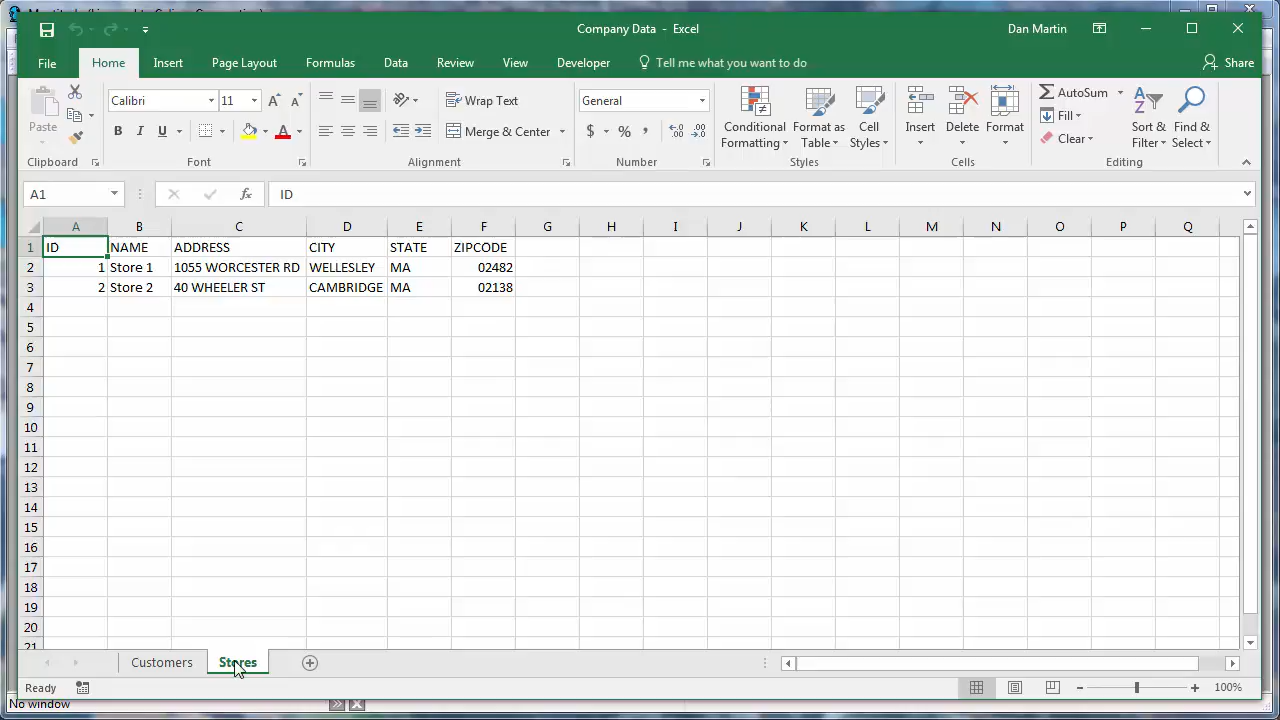 Company Data - Excel
Dan Martin
File Home Insert Page Layout Formulas Data Review View Developer Tell me what you want to do Share
Paste
Calibri 11
Wrap Text
General
Conditional Formatting
Format as Table
Cell Styles
Insert
Delete
Format
AutoSum
Fill
Clear
Sort & Filter
Find & Select
B I U
Merge & Center
$ % ,
Clipboard Font Alignment Number Styles Cells Editing
A1 fx ID
A B C D E F G H I J K L M N O P Q
1 ID NAME ADDRESS CITY STATE ZIPCODE
2 1 Store 1 1055 WORCESTER RD WELLESLEY MA 02482
3 2 Store 2 40 WHEELER ST CAMBRIDGE MA 02138
4
5
6
7
8
9
10
11
12
13
14
15
16
17
18
19
20
21
Customers Stores
Ready 100%
No window